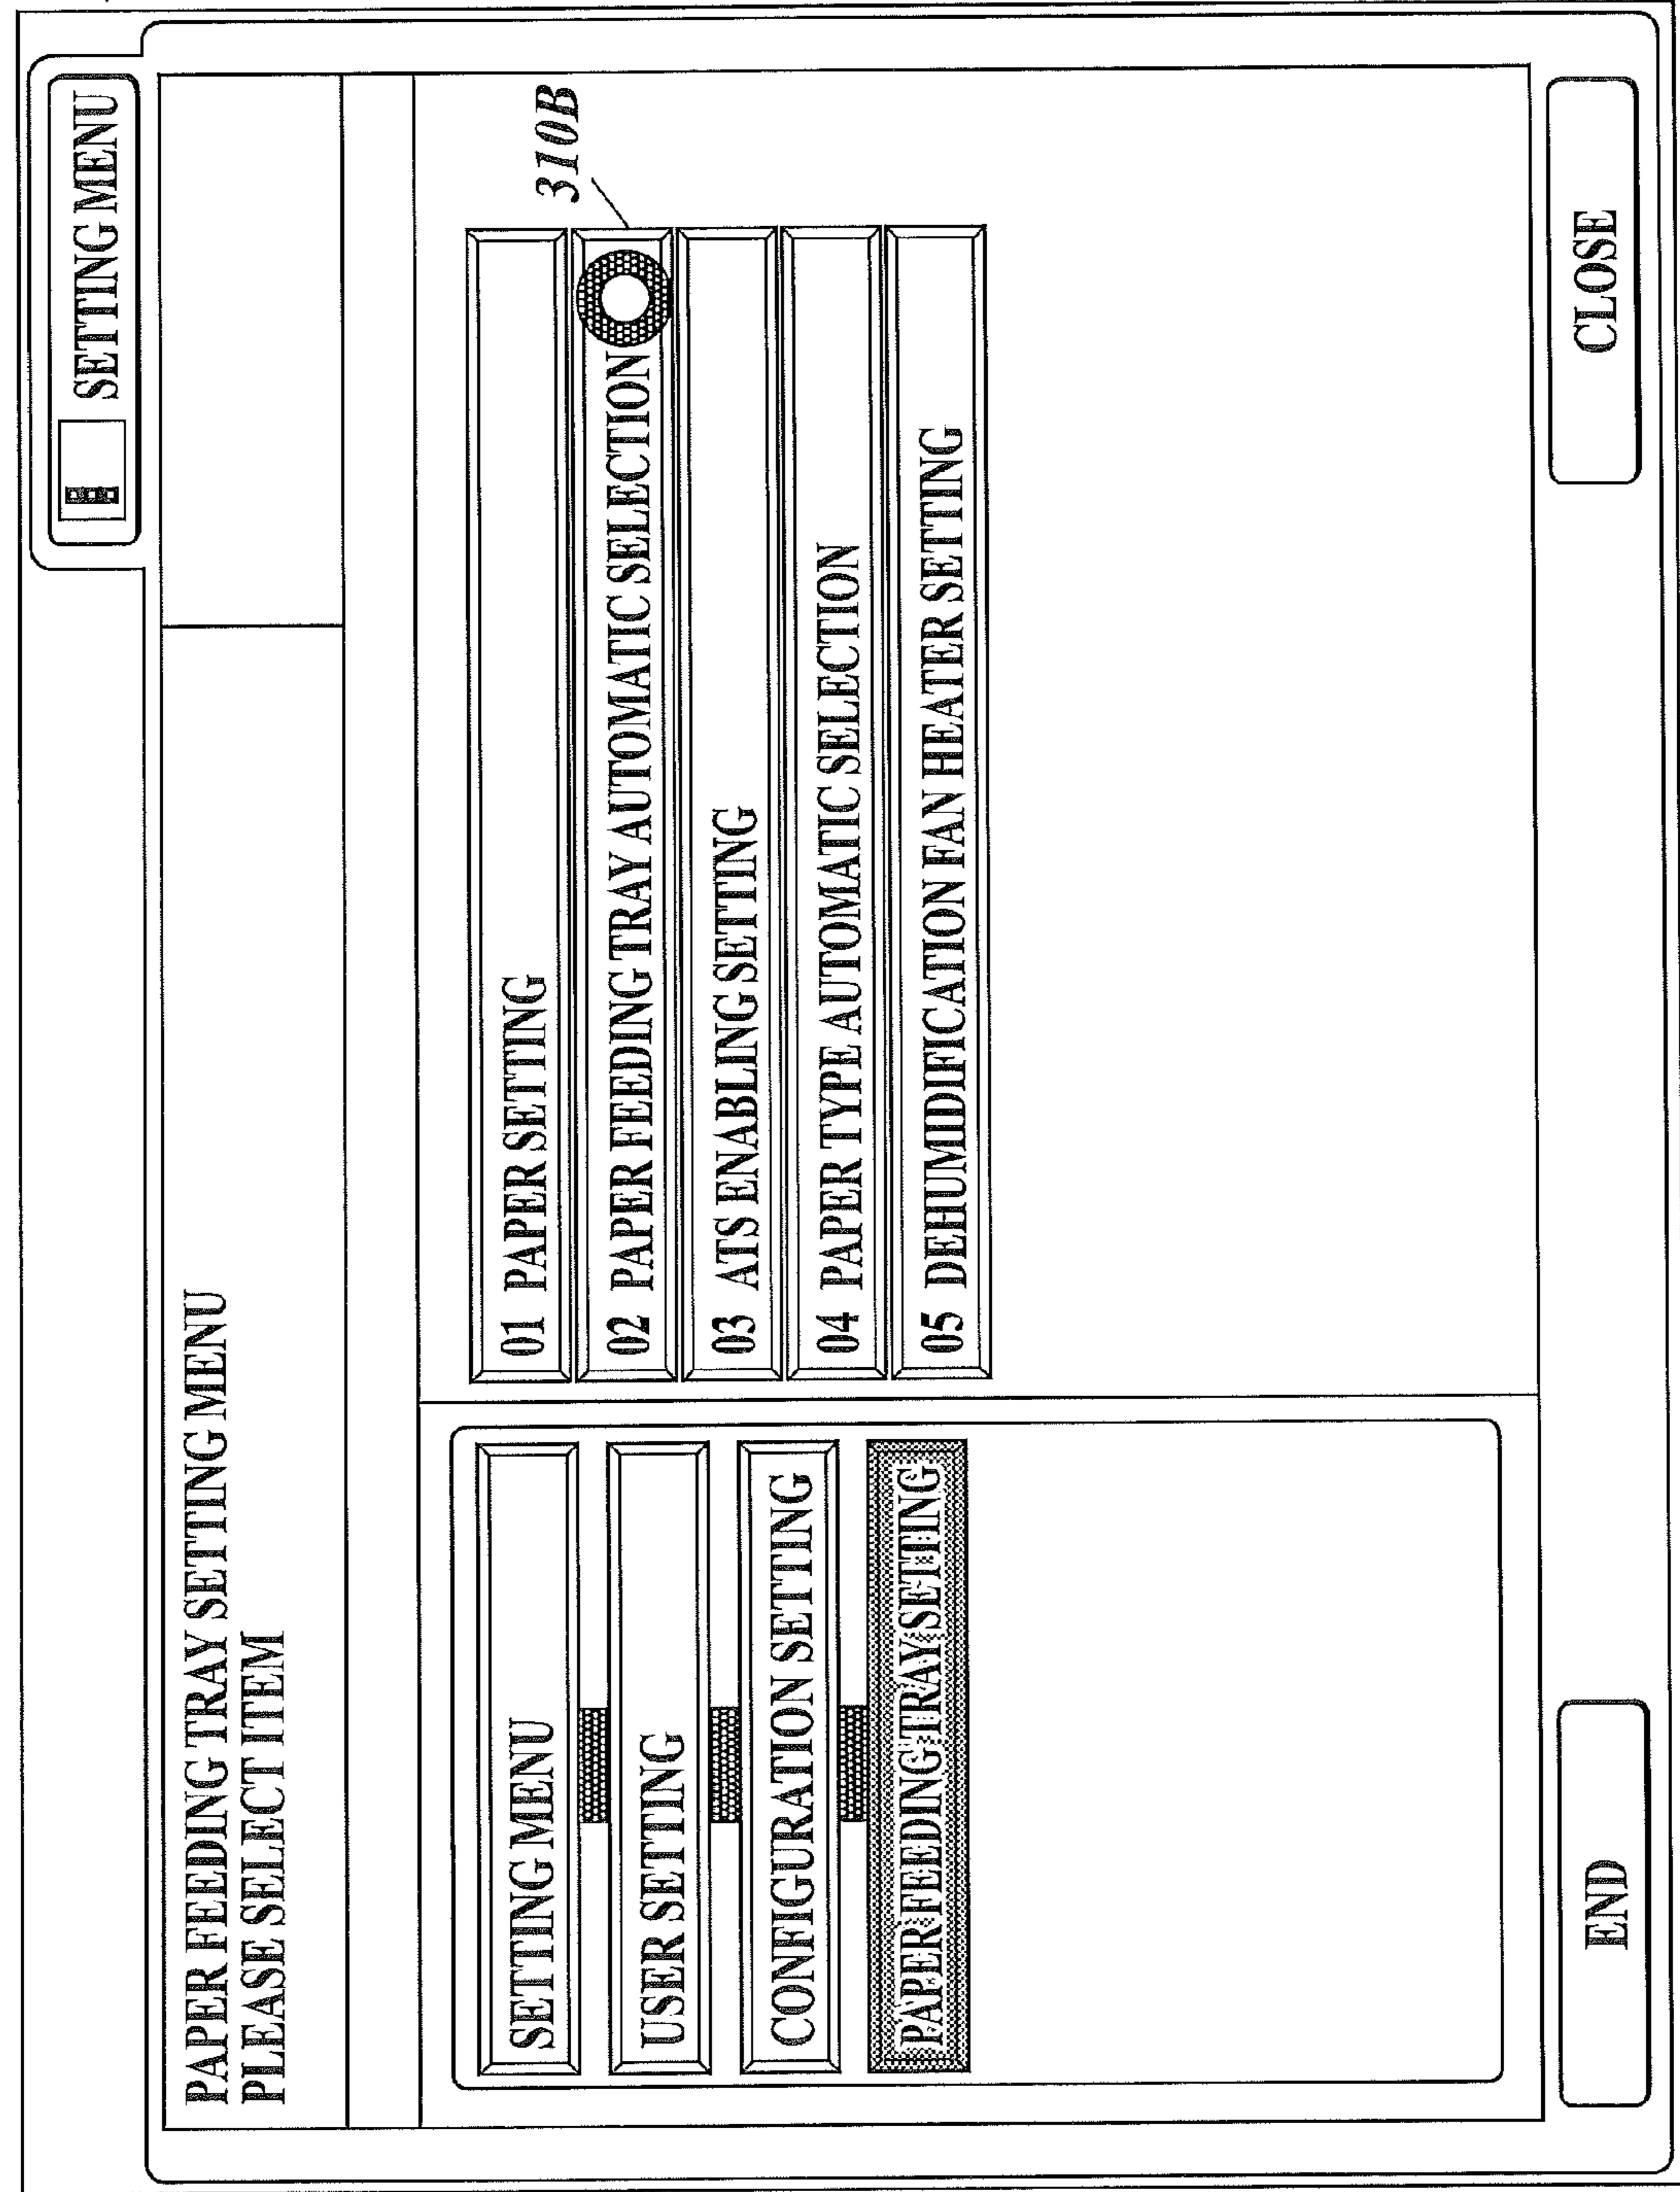 SETTING MENU
PAPER FEEDING TRAY SETTING MENU
PLEASE SELECT ITEM
SETTING MENU
USER SETTING
CONFIGURATION SETTING
PAPER FEEDING TRAY SETTING
310B
01 PAPER SETTING
02 PAPER FEEDING TRAY AUTOMATIC SELECTION
03 ATS ENABLING SETTING
04 PAPER TYPE AUTOMATIC SELECTION
05 DEHUMIDIFICATION FAN HEATER SETTING
END
CLOSE